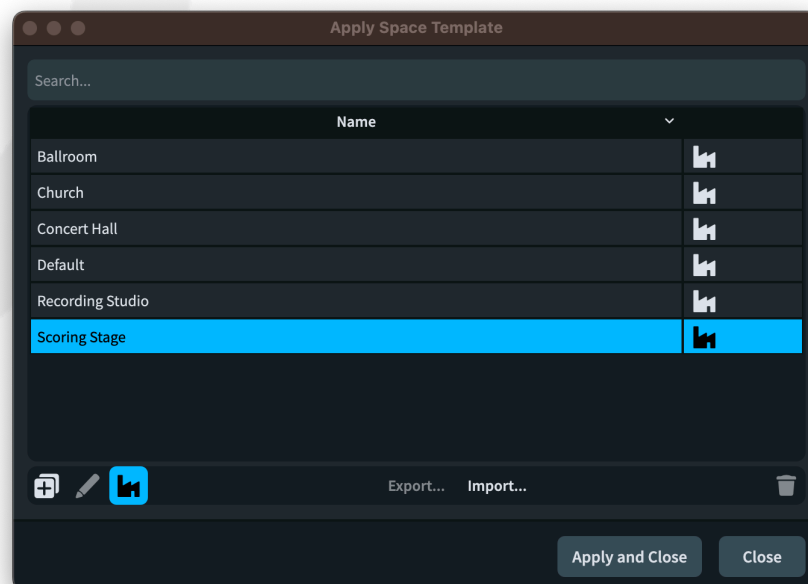 Apply Space Template
Search...
Name
Ballroom
Church
Concert Hall
Default
Recording Studio
Scoring Stage
Export... Import...
Apply and Close Close